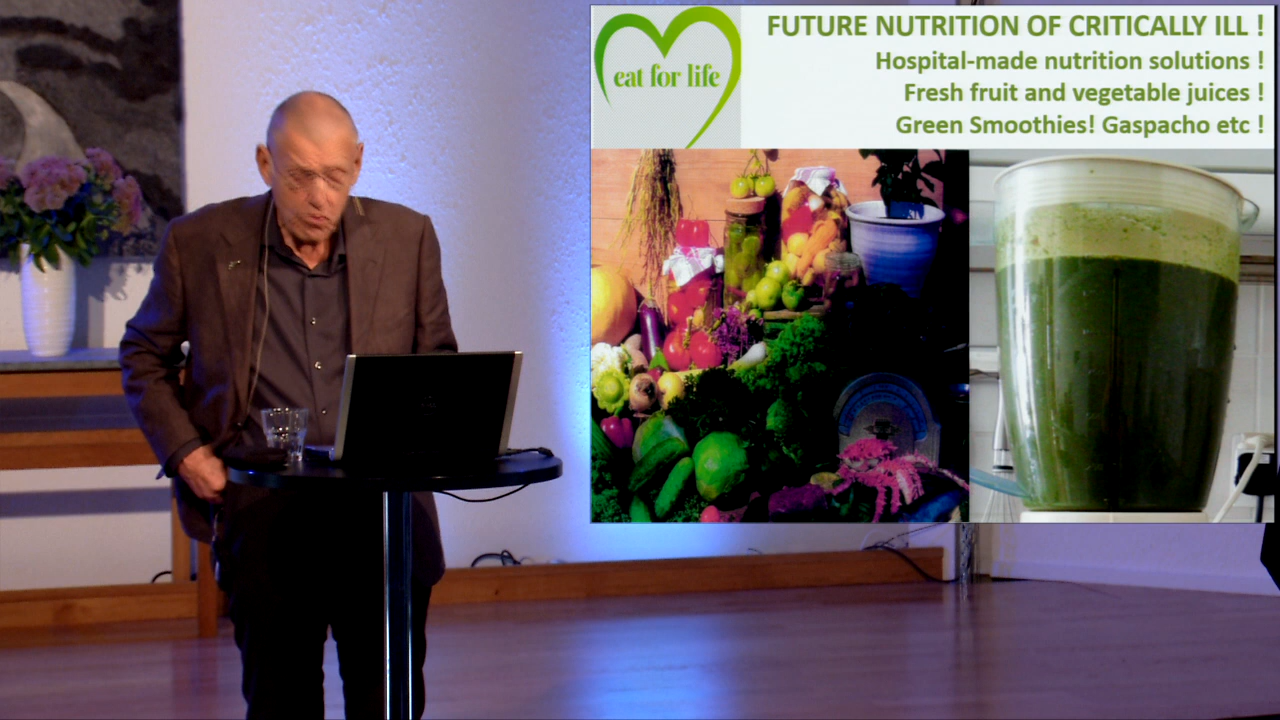 eat for life
FUTURE NUTRITION OF CRITICALLY ILL !
Hospital-made nutrition solutions !
Fresh fruit and vegetable juices !
Green Smoothies! Gaspacho etc !